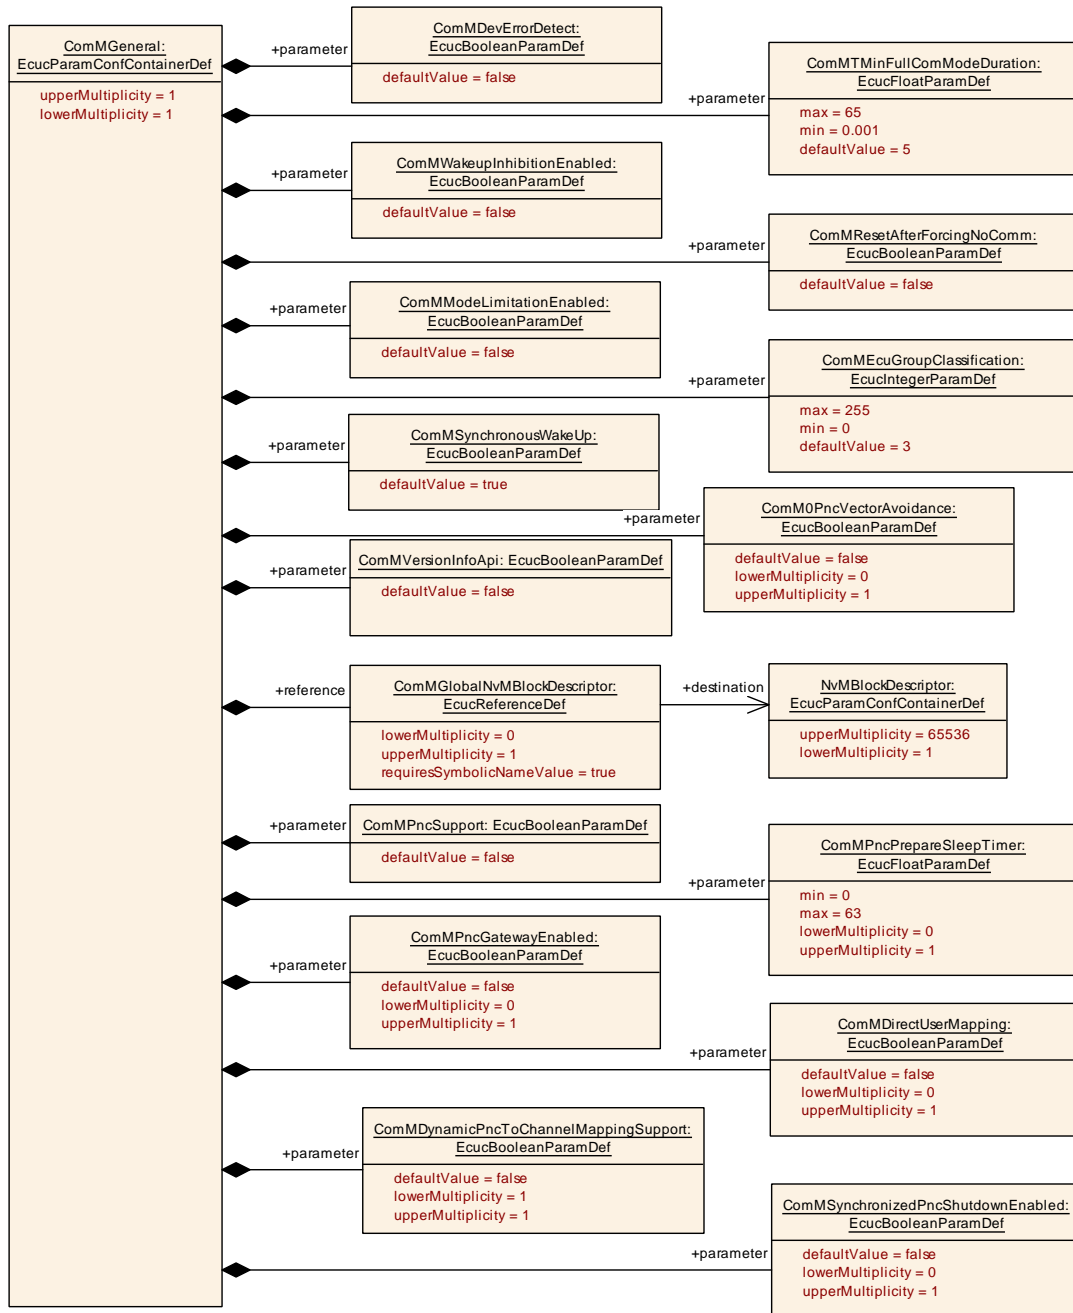 ComMGeneral:
EcucParamConfContainerDef
upperMultiplicity = 1
lowerMultiplicity = 1
+parameter
ComMDevErrorDetect:
EcucBooleanParamDef
defaultValue = false
+parameter
ComMTMinFullComModeDuration:
EcucFloatParamDef
max = 65
min = 0.001
defaultValue = 5
+parameter
ComMWakeupInhibitionEnabled:
EcucBooleanParamDef
defaultValue = false
+parameter
ComMResetAfterForcingNoComm:
EcucBooleanParamDef
defaultValue = false
+parameter
ComMModeLimitationEnabled:
EcucBooleanParamDef
defaultValue = false
+parameter
ComMEcuGroupClassification:
EcucIntegerParamDef
max = 255
min = 0
defaultValue = 3
+parameter
ComMSynchronousWakeUp:
EcucBooleanParamDef
defaultValue = true
+parameter
ComM0PncVectorAvoidance:
EcucBooleanParamDef
defaultValue = false
lowerMultiplicity = 0
upperMultiplicity = 1
+parameter
ComMVersionInfoApi: EcucBooleanParamDef
defaultValue = false
+reference
ComMGlobalNvMBlockDescriptor:
EcucReferenceDef
lowerMultiplicity = 0
upperMultiplicity = 1
requiresSymbolicNameValue = true
+destination
NvMBlockDescriptor:
EcucParamConfContainerDef
upperMultiplicity = 65536
lowerMultiplicity = 1
+parameter
ComMPncSupport: EcucBooleanParamDef
defaultValue = false
+parameter
ComMPncPrepareSleepTimer:
EcucFloatParamDef
min = 0
max = 63
lowerMultiplicity = 0
upperMultiplicity = 1
+parameter
ComMPncGatewayEnabled:
EcucBooleanParamDef
defaultValue = false
lowerMultiplicity = 0
upperMultiplicity = 1
+parameter
ComMDirectUserMapping:
EcucBooleanParamDef
defaultValue = false
lowerMultiplicity = 0
upperMultiplicity = 1
+parameter
ComMDynamicPncToChannelMappingSupport:
EcucBooleanParamDef
defaultValue = false
lowerMultiplicity = 1
upperMultiplicity = 1
+parameter
ComMSynchronizedPncShutdownEnabled:
EcucBooleanParamDef
defaultValue = false
lowerMultiplicity = 0
upperMultiplicity = 1